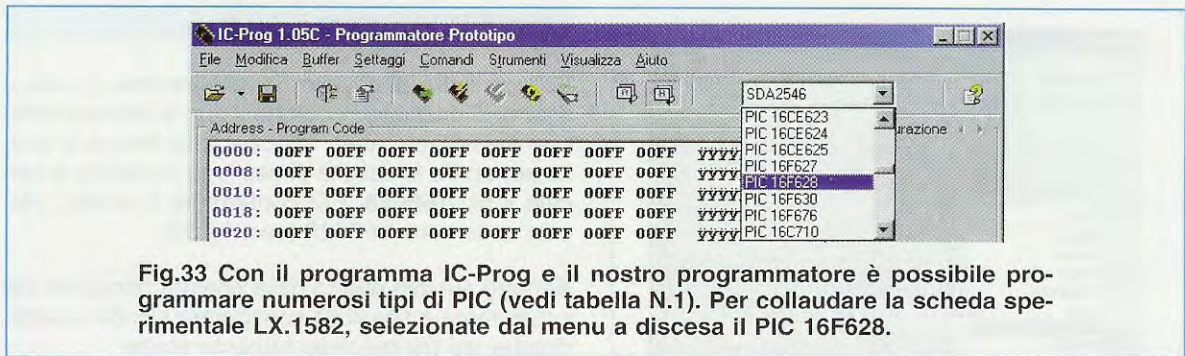 IC-Prog 1.05C - Programmatore Prototipo
File Modifica Buffer Settaggi Comandi Strumenti Visualizza Aiuto
SDA2546
PIC 16CE623
PIC 16CE624
PIC 16CE625
PIC 16F627
PIC 16F628
PIC 16F630
PIC 16F676
PIC 16C710
Address - Program Code
urazione
0000: 00FF 00FF 00FF 00FF 00FF 00FF 00FF 00FF ÿÿÿÿ
0008: 00FF 00FF 00FF 00FF 00FF 00FF 00FF 00FF ÿÿÿÿ
0010: 00FF 00FF 00FF 00FF 00FF 00FF 00FF 00FF ÿÿÿÿ
0018: 00FF 00FF 00FF 00FF 00FF 00FF 00FF 00FF ÿÿÿÿ
0020: 00FF 00FF 00FF 00FF 00FF 00FF 00FF 00FF ÿÿÿÿ
Fig.33 Con il programma IC-Prog e il nostro programmatore è possibile pro-
grammare numerosi tipi di PIC (vedi tabella N.1). Per collaudare la scheda spe-
rimentale LX.1582, selezionate dal menu a discesa il PIC 16F628.